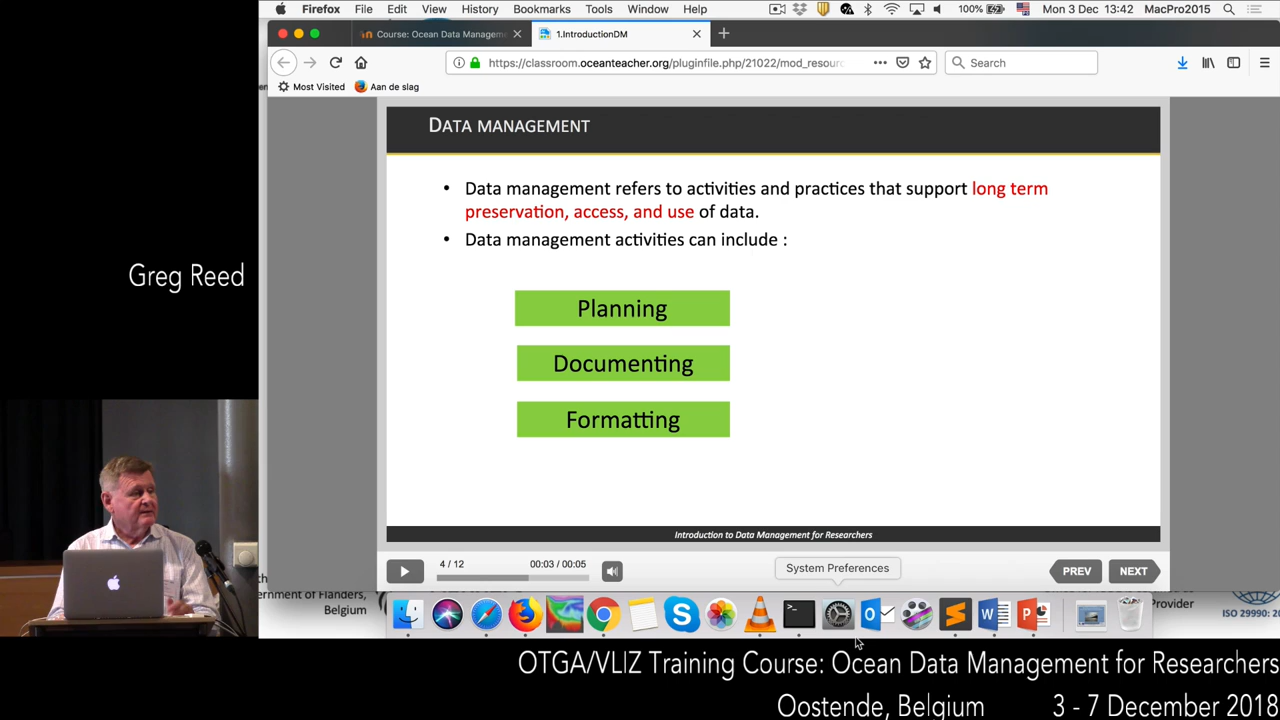 Firefox File Edit View History Bookmarks Tools Window Help 100% Mon 3 Dec 13:42 MacPro2015
Course: Ocean Data Managem
1.IntroductionDM
https://classroom.oceanteacher.org/pluginfile.php/21022/mod_resourc
Search
Most Visited Aan de slag
DATA MANAGEMENT
• Data management refers to activities and practices that support long term
preservation, access, and use of data.
• Data management activities can include :
Greg Reed
Planning
Documenting
Formatting
Introduction to Data Management for Researchers
4 / 12 00:03 / 00:05
System Preferences
PREV NEXT
ernment of Flanders,
Belgium
Provider
ISO 29990:
OTGA/VLIZ Training Course: Ocean Data Management for Researchers
Oostende, Belgium 3 - 7 December 2018